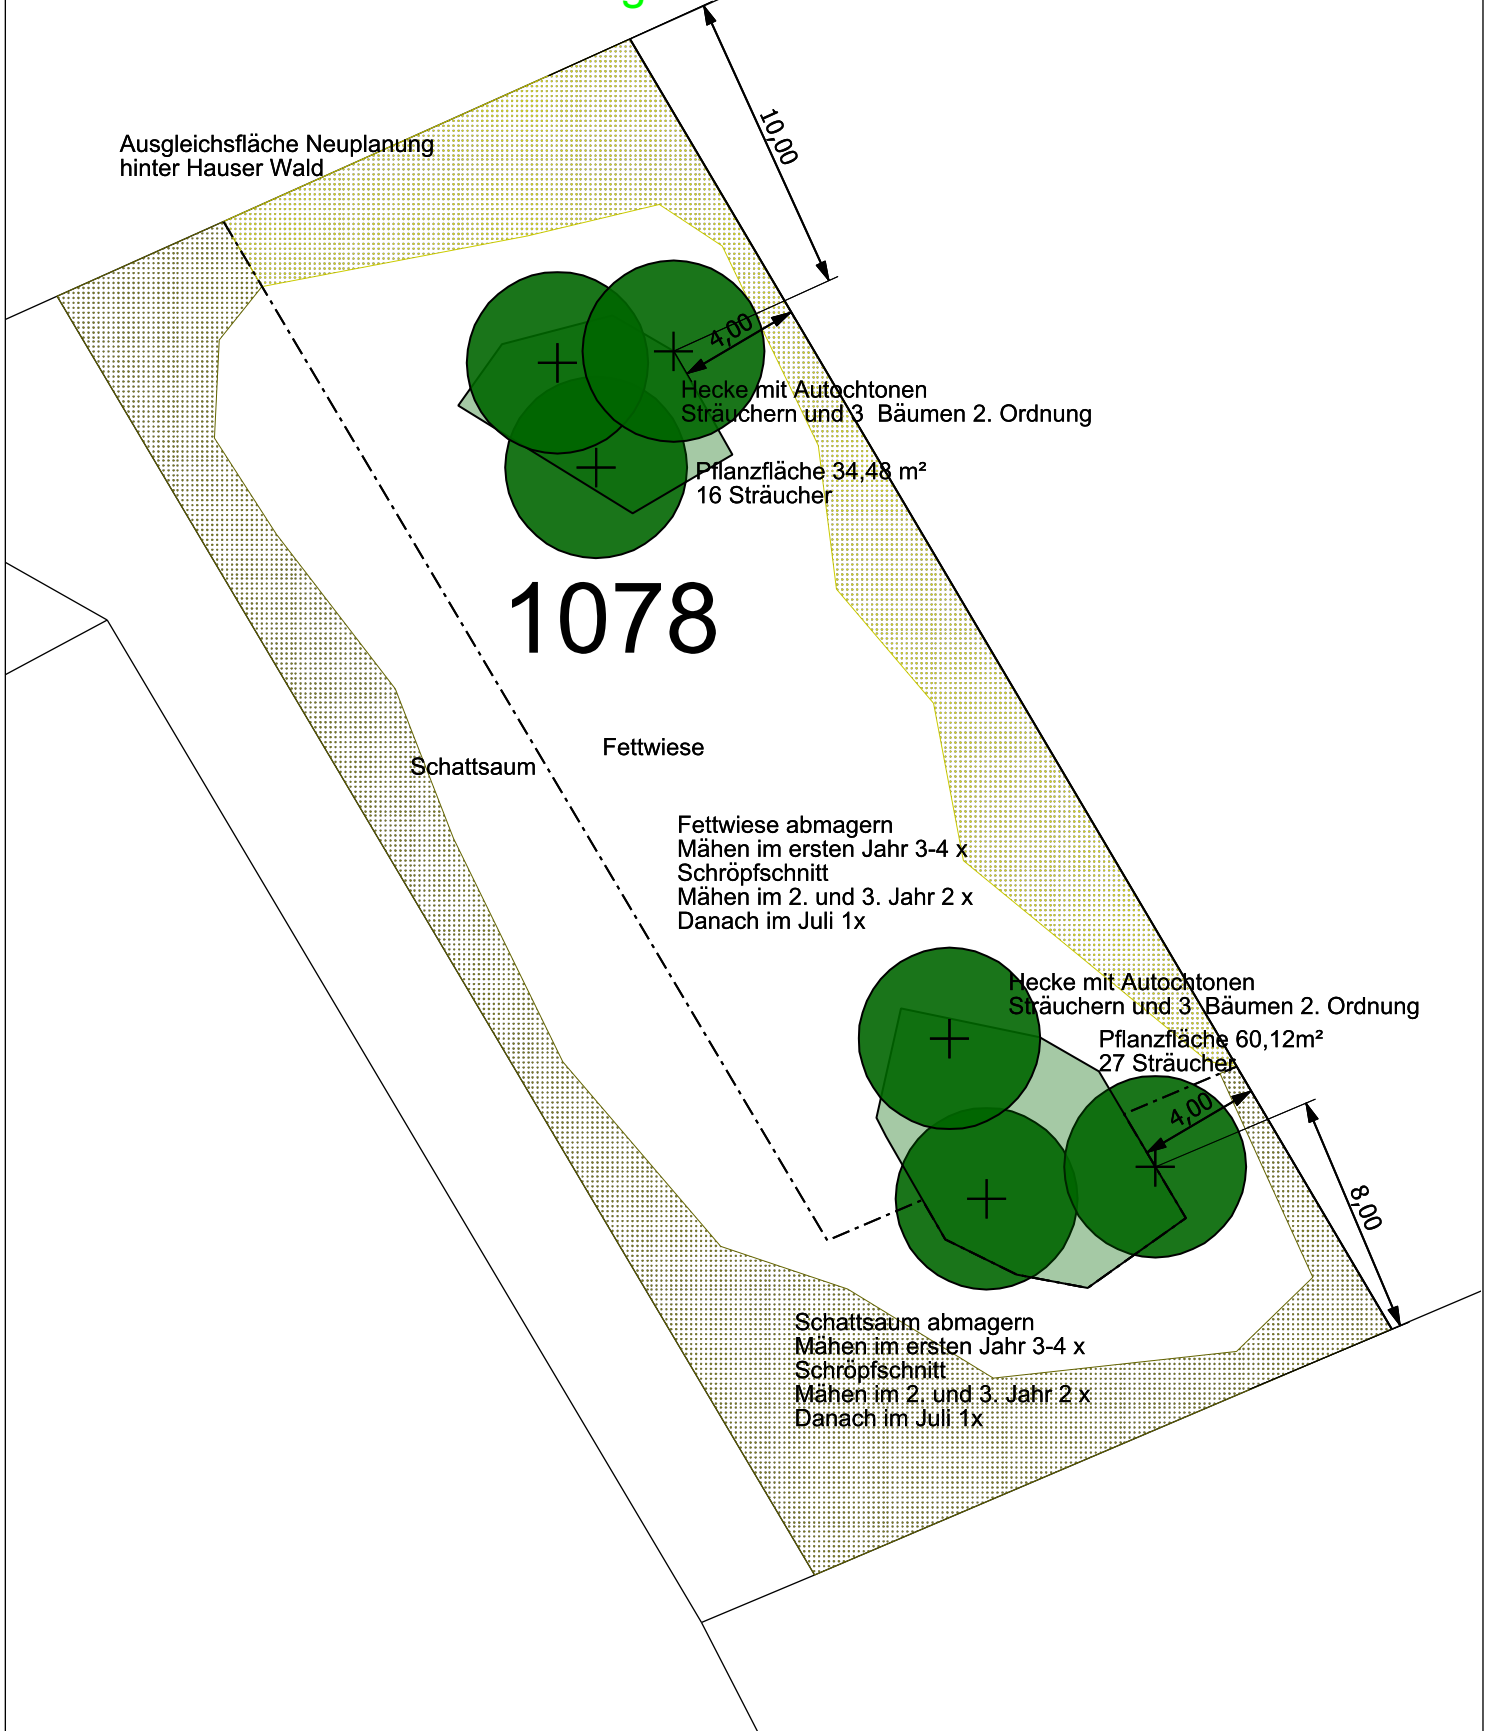 10,00
Ausgleichsfläche Neuplanung
hinter Hauser Wald
4,00
Hecke mit Autochtonen
Sträuchern und 3 Bäumen 2. Ordnung
Pflanzfläche 34,48 m²
16 Sträucher
1078
Fettwiese
Schattsaum
Fettwiese abmagern
Mähen im ersten Jahr 3-4 x
Schröpfschnitt
Mähen im 2. und 3. Jahr 2 x
Danach im Juli 1x
Hecke mit Autochtonen
Sträuchern und 3 Bäumen 2. Ordnung
Pflanzfläche 60,12m²
27 Sträucher
4,00
8,00
Schattsaum abmagern
Mähen im ersten Jahr 3-4 x
Schröpfschnitt
Mähen im 2. und 3. Jahr 2 x
Danach im Juli 1x